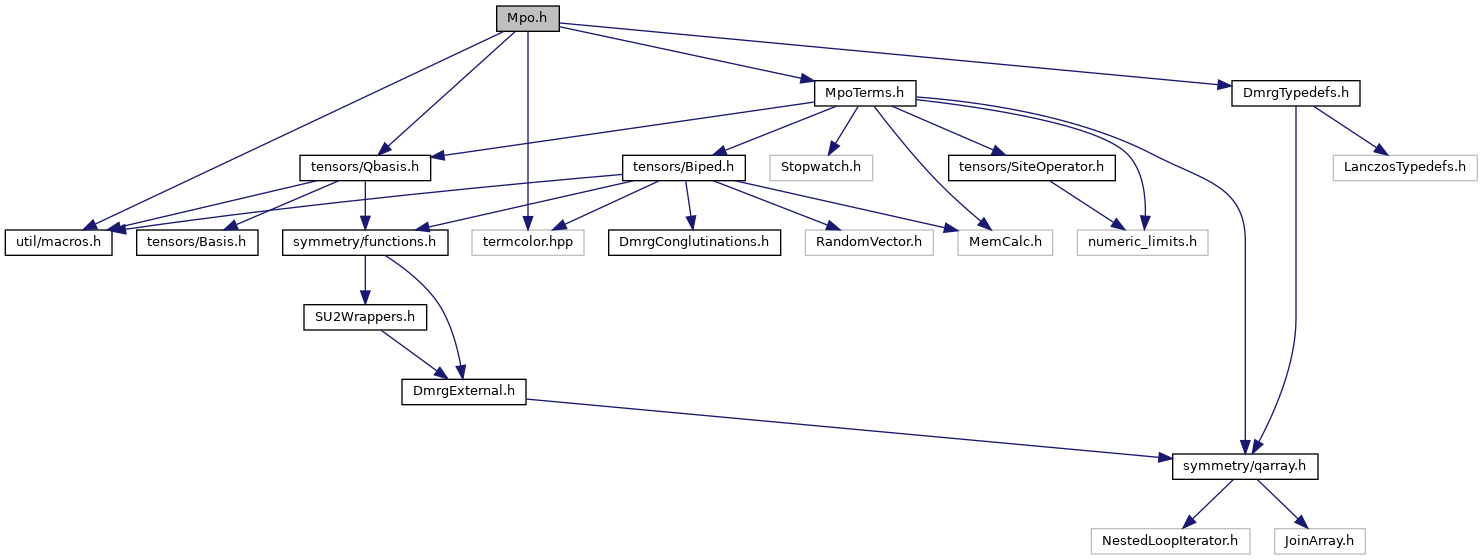 Mpo.h
MpoTerms.h
DmrgTypedefs.h
tensors/Qbasis.h
tensors/Biped.h
Stopwatch.h
tensors/SiteOperator.h
LanczosTypedefs.h
util/macros.h
tensors/Basis.h
symmetry/functions.h
termcolor.hpp
DmrgConglutinations.h
RandomVector.h
MemCalc.h
numeric_limits.h
SU2Wrappers.h
DmrgExternal.h
symmetry/qarray.h
NestedLoopIterator.h
JoinArray.h